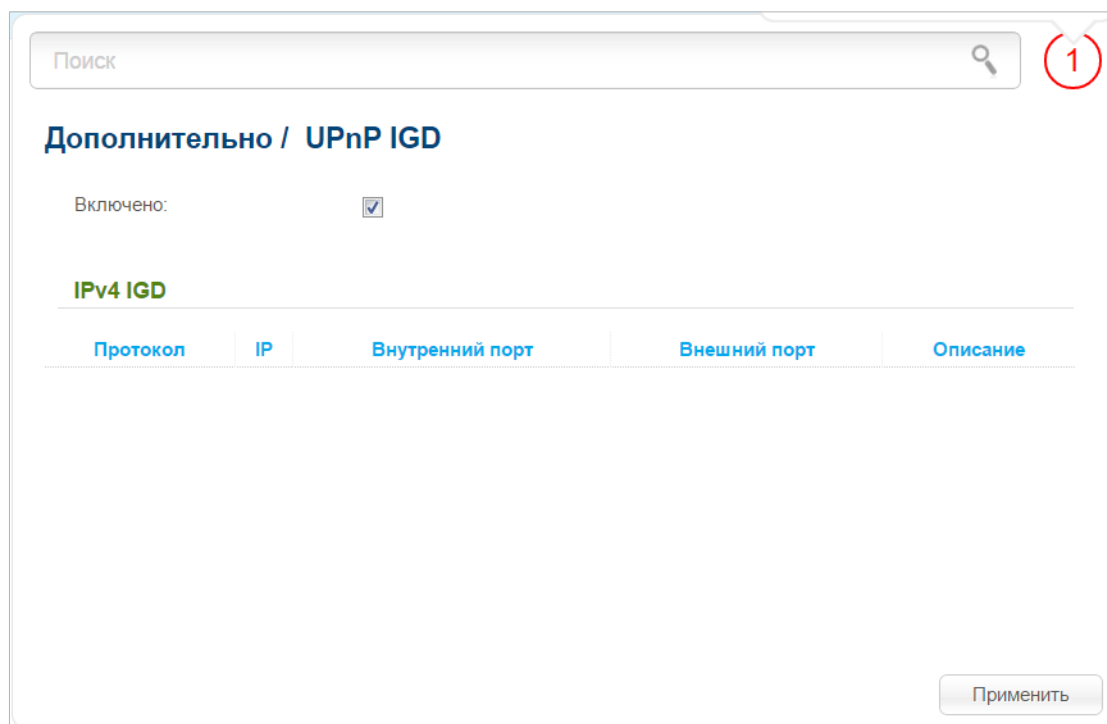 Поиск
1
Дополнительно / UPnP IGD
Включено:
IPv4 IGD
Протокол IP Внутренний порт Внешний порт Описание
Применить